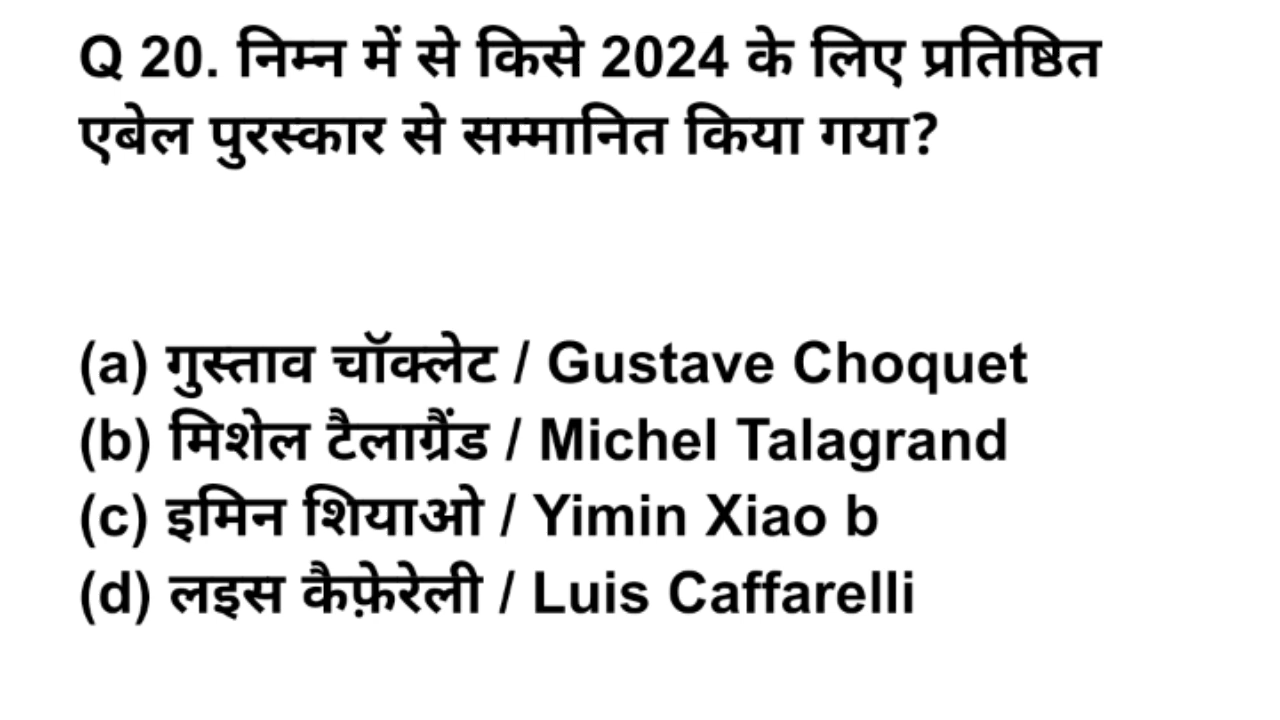 Q 20. निम्न में से किसे 2024 के लिए प्रतिष्ठित
एबेल पुरस्कार से सम्मानित किया गया?
(a) गुस्ताव चॉक्लेट / Gustave Choquet
(b) मिशेल टैलाग्रैंड / Michel Talagrand
(c) इमिन शियाओ / Yimin Xiao b
(d) लइस कैफ़ेरेली / Luis Caffarelli